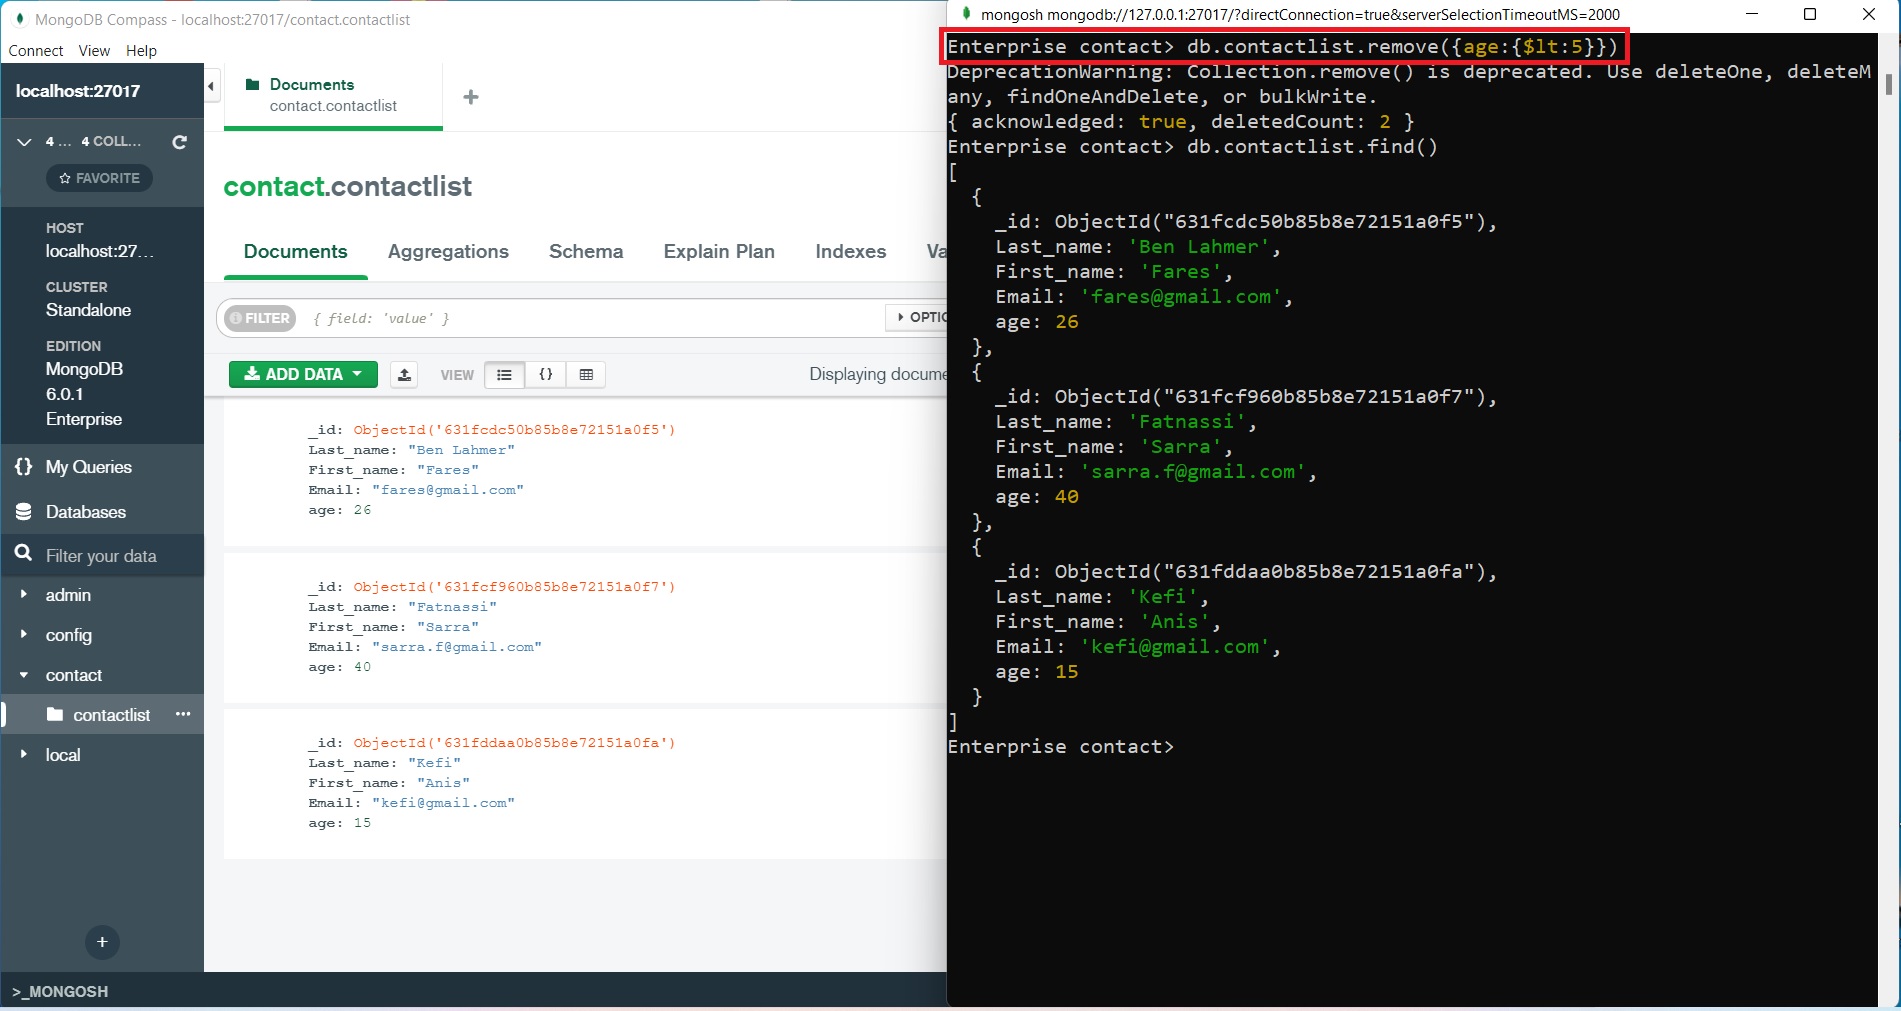 MongoDB Compass - localhost:27017/contact.contactlist
Connect View Help
localhost:27017
4 ... 4 COLL...
FAVORITE
HOST
localhost:27...
CLUSTER
Standalone
EDITION
MongoDB
6.0.1
Enterprise
{} My Queries
Databases
Filter your data
admin
config
contact
contactlist ...
local
+
>_MONGOSH
Documents
contact.contactlist
+
contact.contactlist
Documents Aggregations Schema Explain Plan Indexes Va
FILTER { field: 'value' } OPTIO
ADD DATA VIEW {} Displaying docume
_id: ObjectId('631fcdc50b85b8e72151a0f5')
Last_name: "Ben Lahmer"
First_name: "Fares"
Email: "fares@gmail.com"
age: 26
_id: ObjectId('631fcf960b85b8e72151a0f7')
Last_name: "Fatnassi"
First_name: "Sarra"
Email: "sarra.f@gmail.com"
age: 40
_id: ObjectId('631fddaa0b85b8e72151a0fa')
Last_name: "Kefi"
First_name: "Anis"
Email: "kefi@gmail.com"
age: 15
mongosh mongodb://127.0.0.1:27017/?directConnection=true&serverSelectionTimeoutMS=2000
Enterprise contact> db.contactlist.remove({age:{$lt:5}})
DeprecationWarning: Collection.remove() is deprecated. Use deleteOne, deleteM
any, findOneAndDelete, or bulkWrite.
{ acknowledged: true, deletedCount: 2 }
Enterprise contact> db.contactlist.find()
[
{
_id: ObjectId("631fcdc50b85b8e72151a0f5"),
Last_name: 'Ben Lahmer',
First_name: 'Fares',
Email: 'fares@gmail.com',
age: 26
},
{
_id: ObjectId("631fcf960b85b8e72151a0f7"),
Last_name: 'Fatnassi',
First_name: 'Sarra',
Email: 'sarra.f@gmail.com',
age: 40
},
{
_id: ObjectId("631fddaa0b85b8e72151a0fa"),
Last_name: 'Kefi',
First_name: 'Anis',
Email: 'kefi@gmail.com',
age: 15
}
]
Enterprise contact>